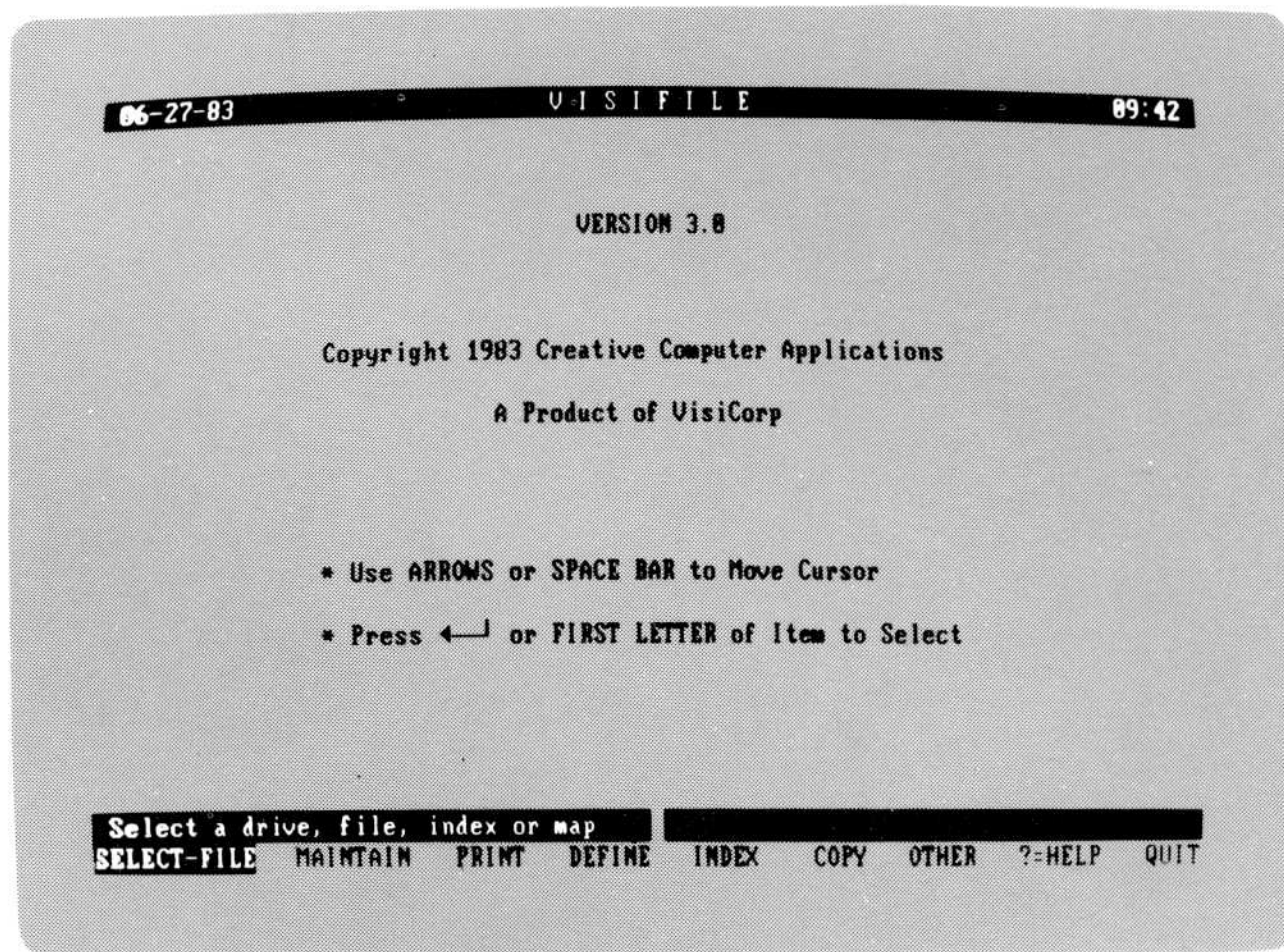 06-27-83 VISIFILE 09:42
VERSION 3.0
Copyright 1983 Creative Computer Applications
A Product of VisiCorp
* Use ARROWS or SPACE BAR to Move Cursor
* Press ←┘ or FIRST LETTER of Item to Select
Select a drive, file, index or map
SELECT-FILE MAINTAIN PRINT DEFINE INDEX COPY OTHER ?=HELP QUIT